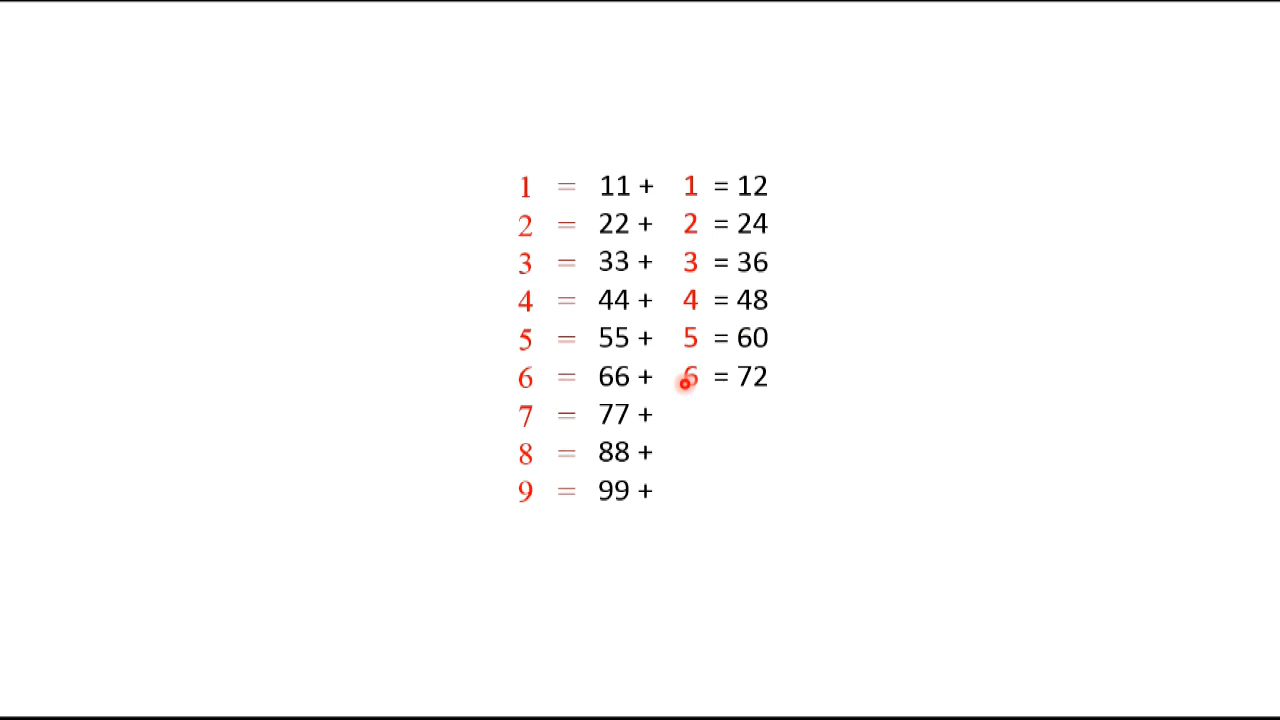 1 = 11 + 1 = 12
2 = 22 + 2 = 24
3 = 33 + 3 = 36
4 = 44 + 4 = 48
5 = 55 + 5 = 60
6 = 66 + 6 = 72
7 = 77 +
8 = 88 +
9 = 99 +